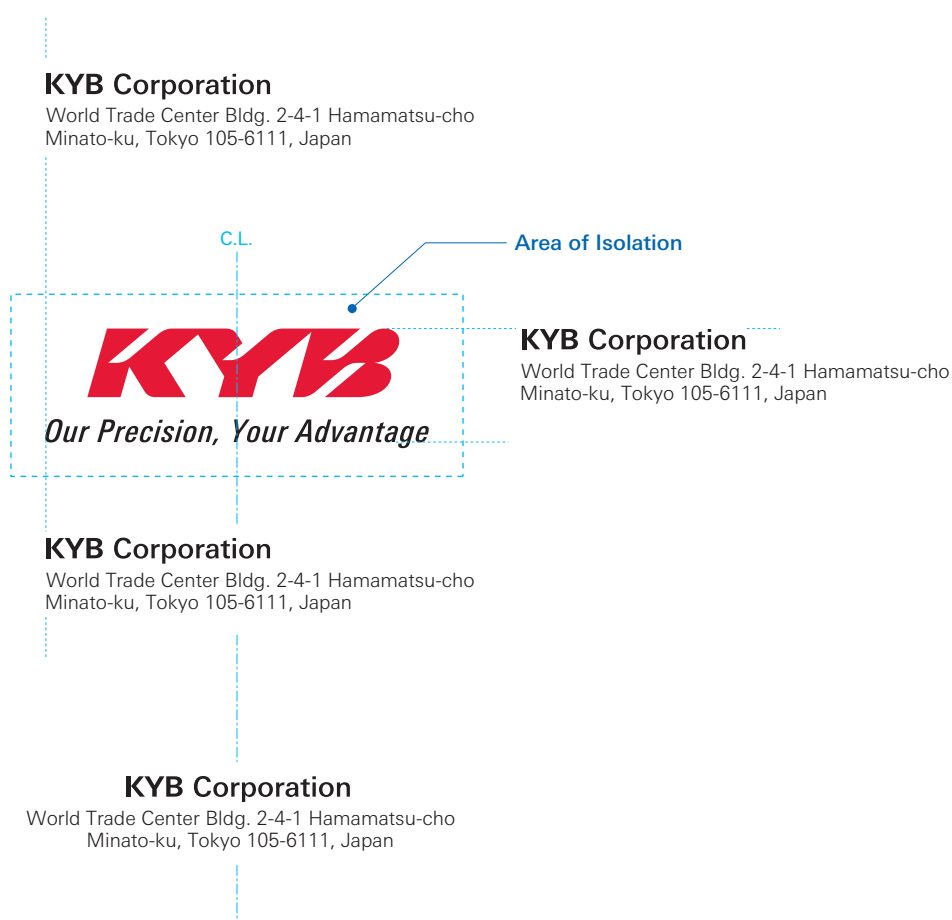 KYB Corporation
World Trade Center Bldg. 2-4-1 Hamamatsu-cho
Minato-ku, Tokyo 105-6111, Japan
C.L.
Area of Isolation
KYB
Our Precision, Your Advantage
KYB Corporation
World Trade Center Bldg. 2-4-1 Hamamatsu-cho
Minato-ku, Tokyo 105-6111, Japan
KYB Corporation
World Trade Center Bldg. 2-4-1 Hamamatsu-cho
Minato-ku, Tokyo 105-6111, Japan
KYB Corporation
World Trade Center Bldg. 2-4-1 Hamamatsu-cho
Minato-ku, Tokyo 105-6111, Japan